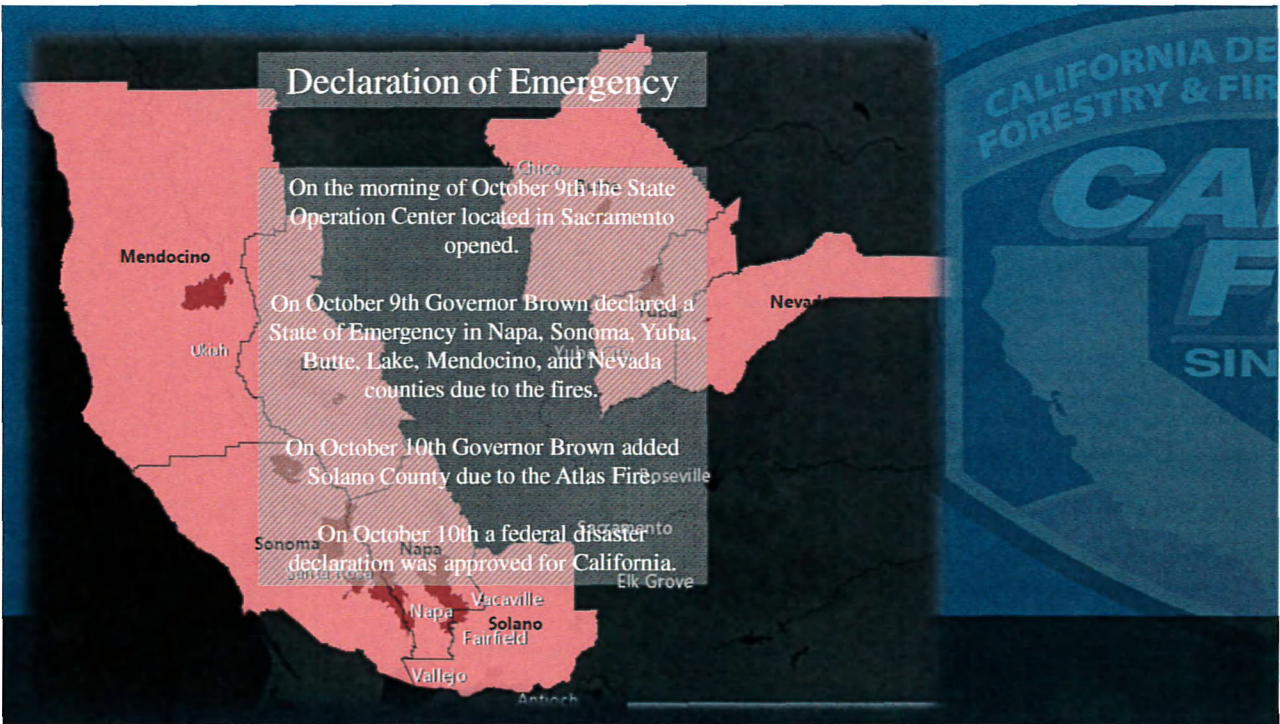 Declaration of Emergency
CALIFORNIA DE
FORESTRY & FIR
CAL
FI
SIN
On the morning of October 9th the State
Operation Center located in Sacramento
opened.
On October 9th Governor Brown declared a
State of Emergency in Napa, Sonoma, Yuba,
Butte, Lake, Mendocino, and Nevada
counties due to the fires.
On October 10th Governor Brown added
Solano County due to the Atlas Fire.
On October 10th a federal disaster
declaration was approved for California.
Chico
Mendocino
Ukiah
Nevada
Yuba
Yuba City
Roseville
Sacramento
Elk Grove
Sonoma
Santa Rosa
Napa
Napa
Vacaville
Solano
Fairfield
Vallejo
Antioch